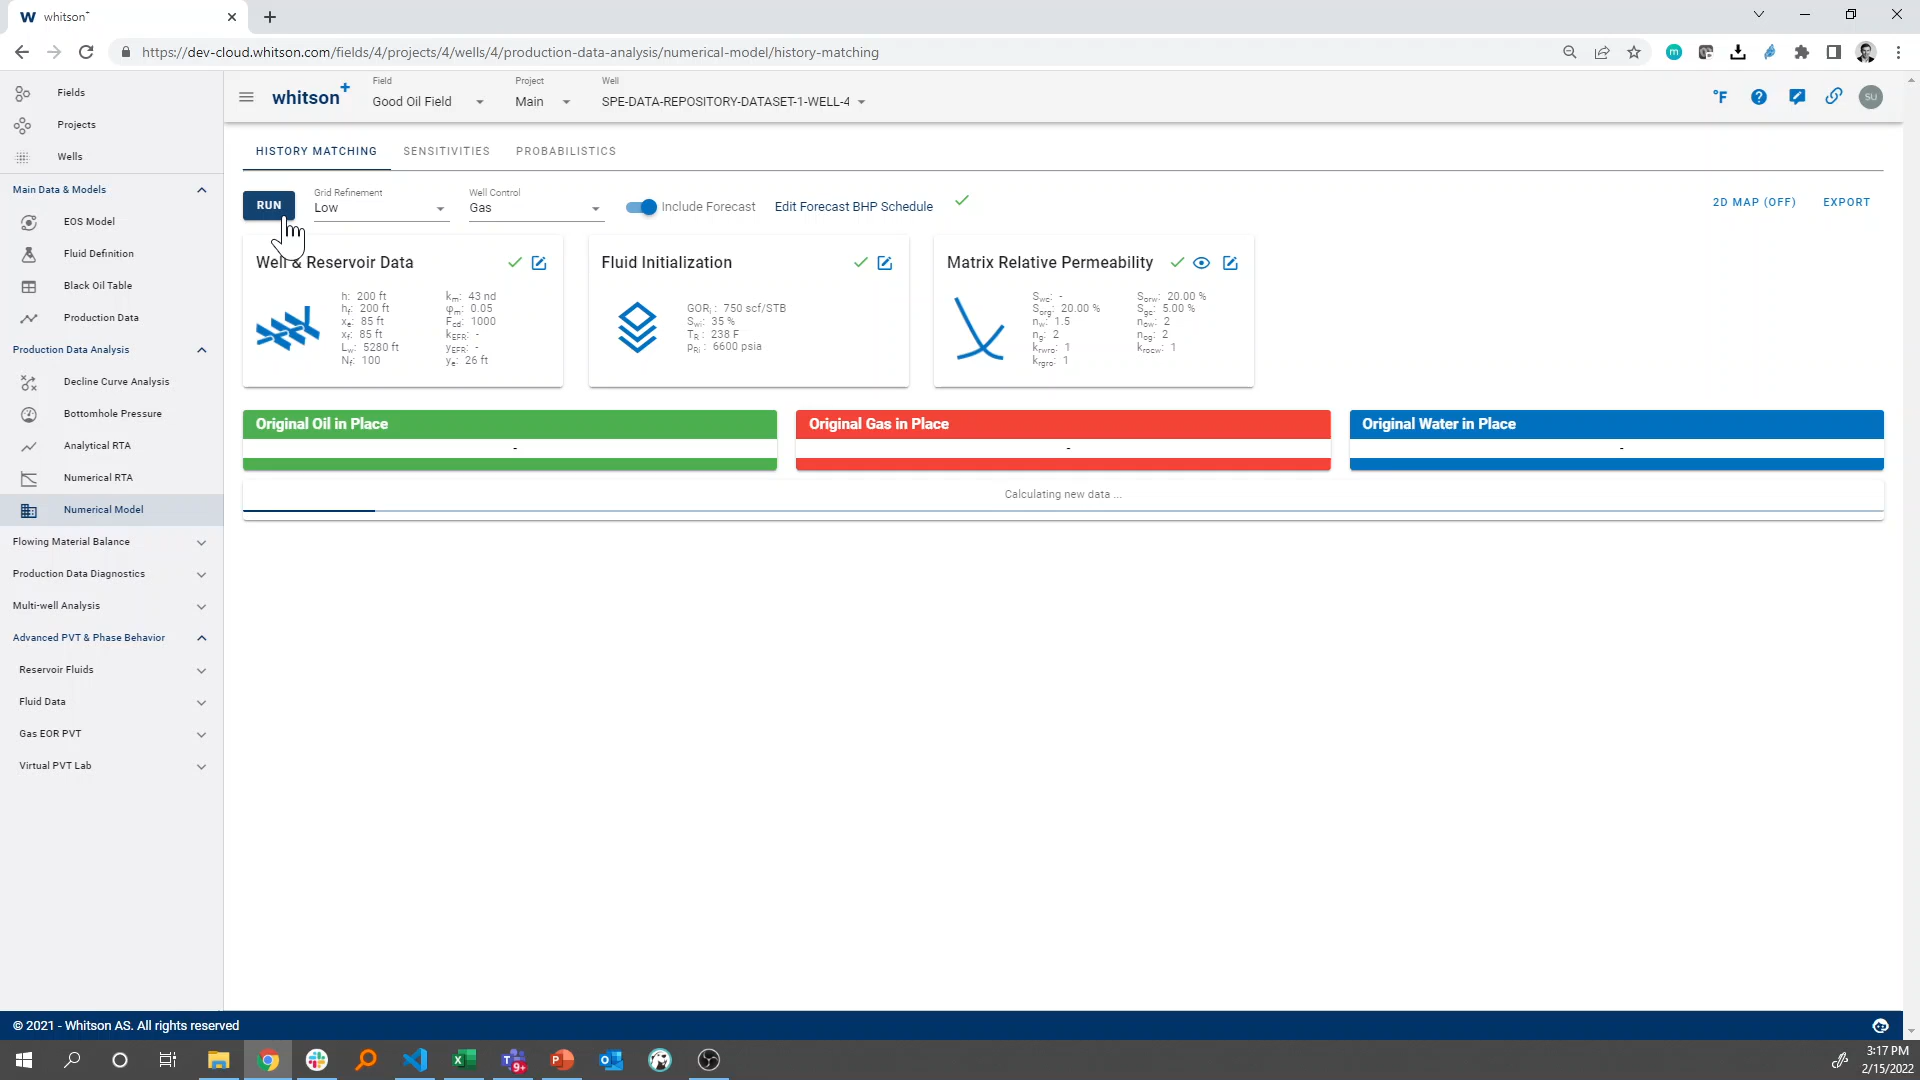 whitson+
https://dev-cloud.whitson.com/fields/4/projects/4/wells/4/production-data-analysis/numerical-model/history-matching
Fields
Projects
Wells
Main Data & Models
EOS Model
Fluid Definition
Black Oil Table
Production Data
Production Data Analysis
Decline Curve Analysis
Bottomhole Pressure
Analytical RTA
Numerical RTA
Numerical Model
Flowing Material Balance
Production Data Diagnostics
Multi-well Analysis
Advanced PVT & Phase Behavior
Reservoir Fluids
Fluid Data
Gas EOR PVT
Virtual PVT Lab
whitson+
Field
Good Oil Field
Project
Main
Well
SPE-DATA-REPOSITORY-DATASET-1-WELL-4
°F
SU
HISTORY MATCHING SENSITIVITIES PROBABILISTICS
RUN
Grid Refinement
Low
Well Control
Gas
Include Forecast
Edit Forecast BHP Schedule
2D MAP (OFF) EXPORT
Well & Reservoir Data
h: 200 ft
hf: 200 ft
xe: 85 ft
xf: 85 ft
Lw: 5280 ft
Nf: 100
km: 43 nd
φm: 0.05
Fcd: 1000
kEFR: -
yEFR: -
ye: 26 ft
Fluid Initialization
GORi: 750 scf/STB
Swi: 35 %
TR: 238 F
pRi: 6600 psia
Matrix Relative Permeability
Swc: -
Sorg: 20.00 %
nw: 1.5
ng: 2
krwro: 1
krgro: 1
Sorw: 20.00 %
Sgc: 5.00 %
now: 2
nog: 2
krocw: 1
Original Oil in Place
-
Original Gas in Place
-
Original Water in Place
-
Calculating new data ...
© 2021 - Whitson AS. All rights reserved
9+
3:17 PM
2/15/2022